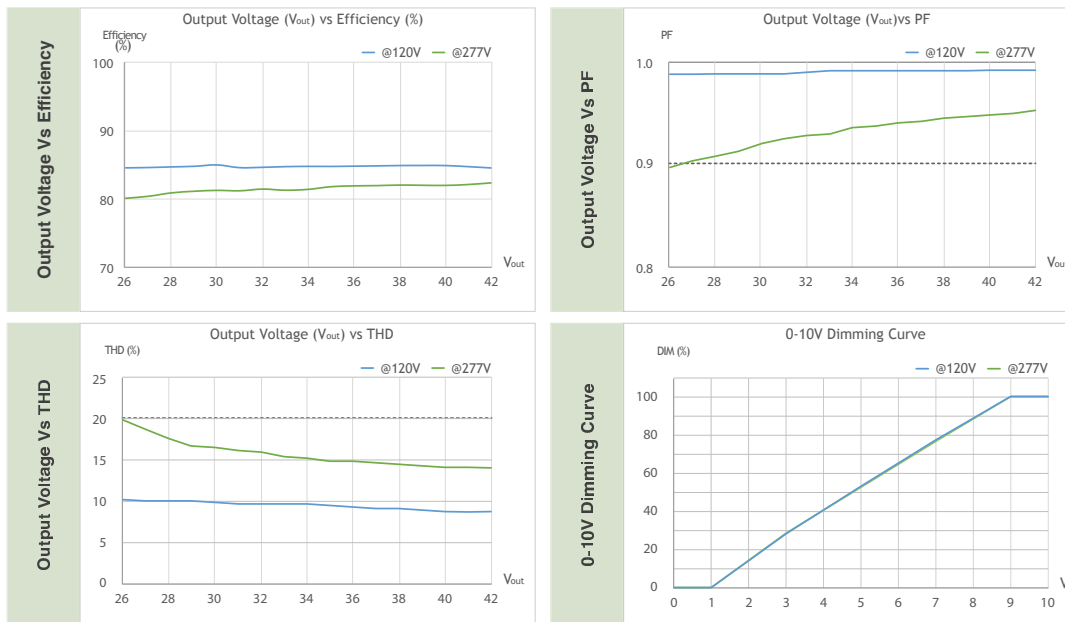 Output Voltage Vs Efficiency
Output Voltage (Vout) vs Efficiency (%)
Efficiency
(%)
@120V @277V
100
90
80
70
26 28 30 32 34 36 38 40 42
Vout
Output Voltage Vs PF
Output Voltage (Vout)vs PF
PF
@120V @277V
1.0
0.9
0.8
26 28 30 32 34 36 38 40 42
Vout
Output Voltage Vs THD
Output Voltage (Vout) vs THD
THD (%)
@120V @277V
25
20
15
10
5
0
26 28 30 32 34 36 38 40 42
Vout
0-10V Dimming Curve
0-10V Dimming Curve
DIM (%)
@120V @277V
100
80
60
40
20
0
0 1 2 3 4 5 6 7 8 9 10
V